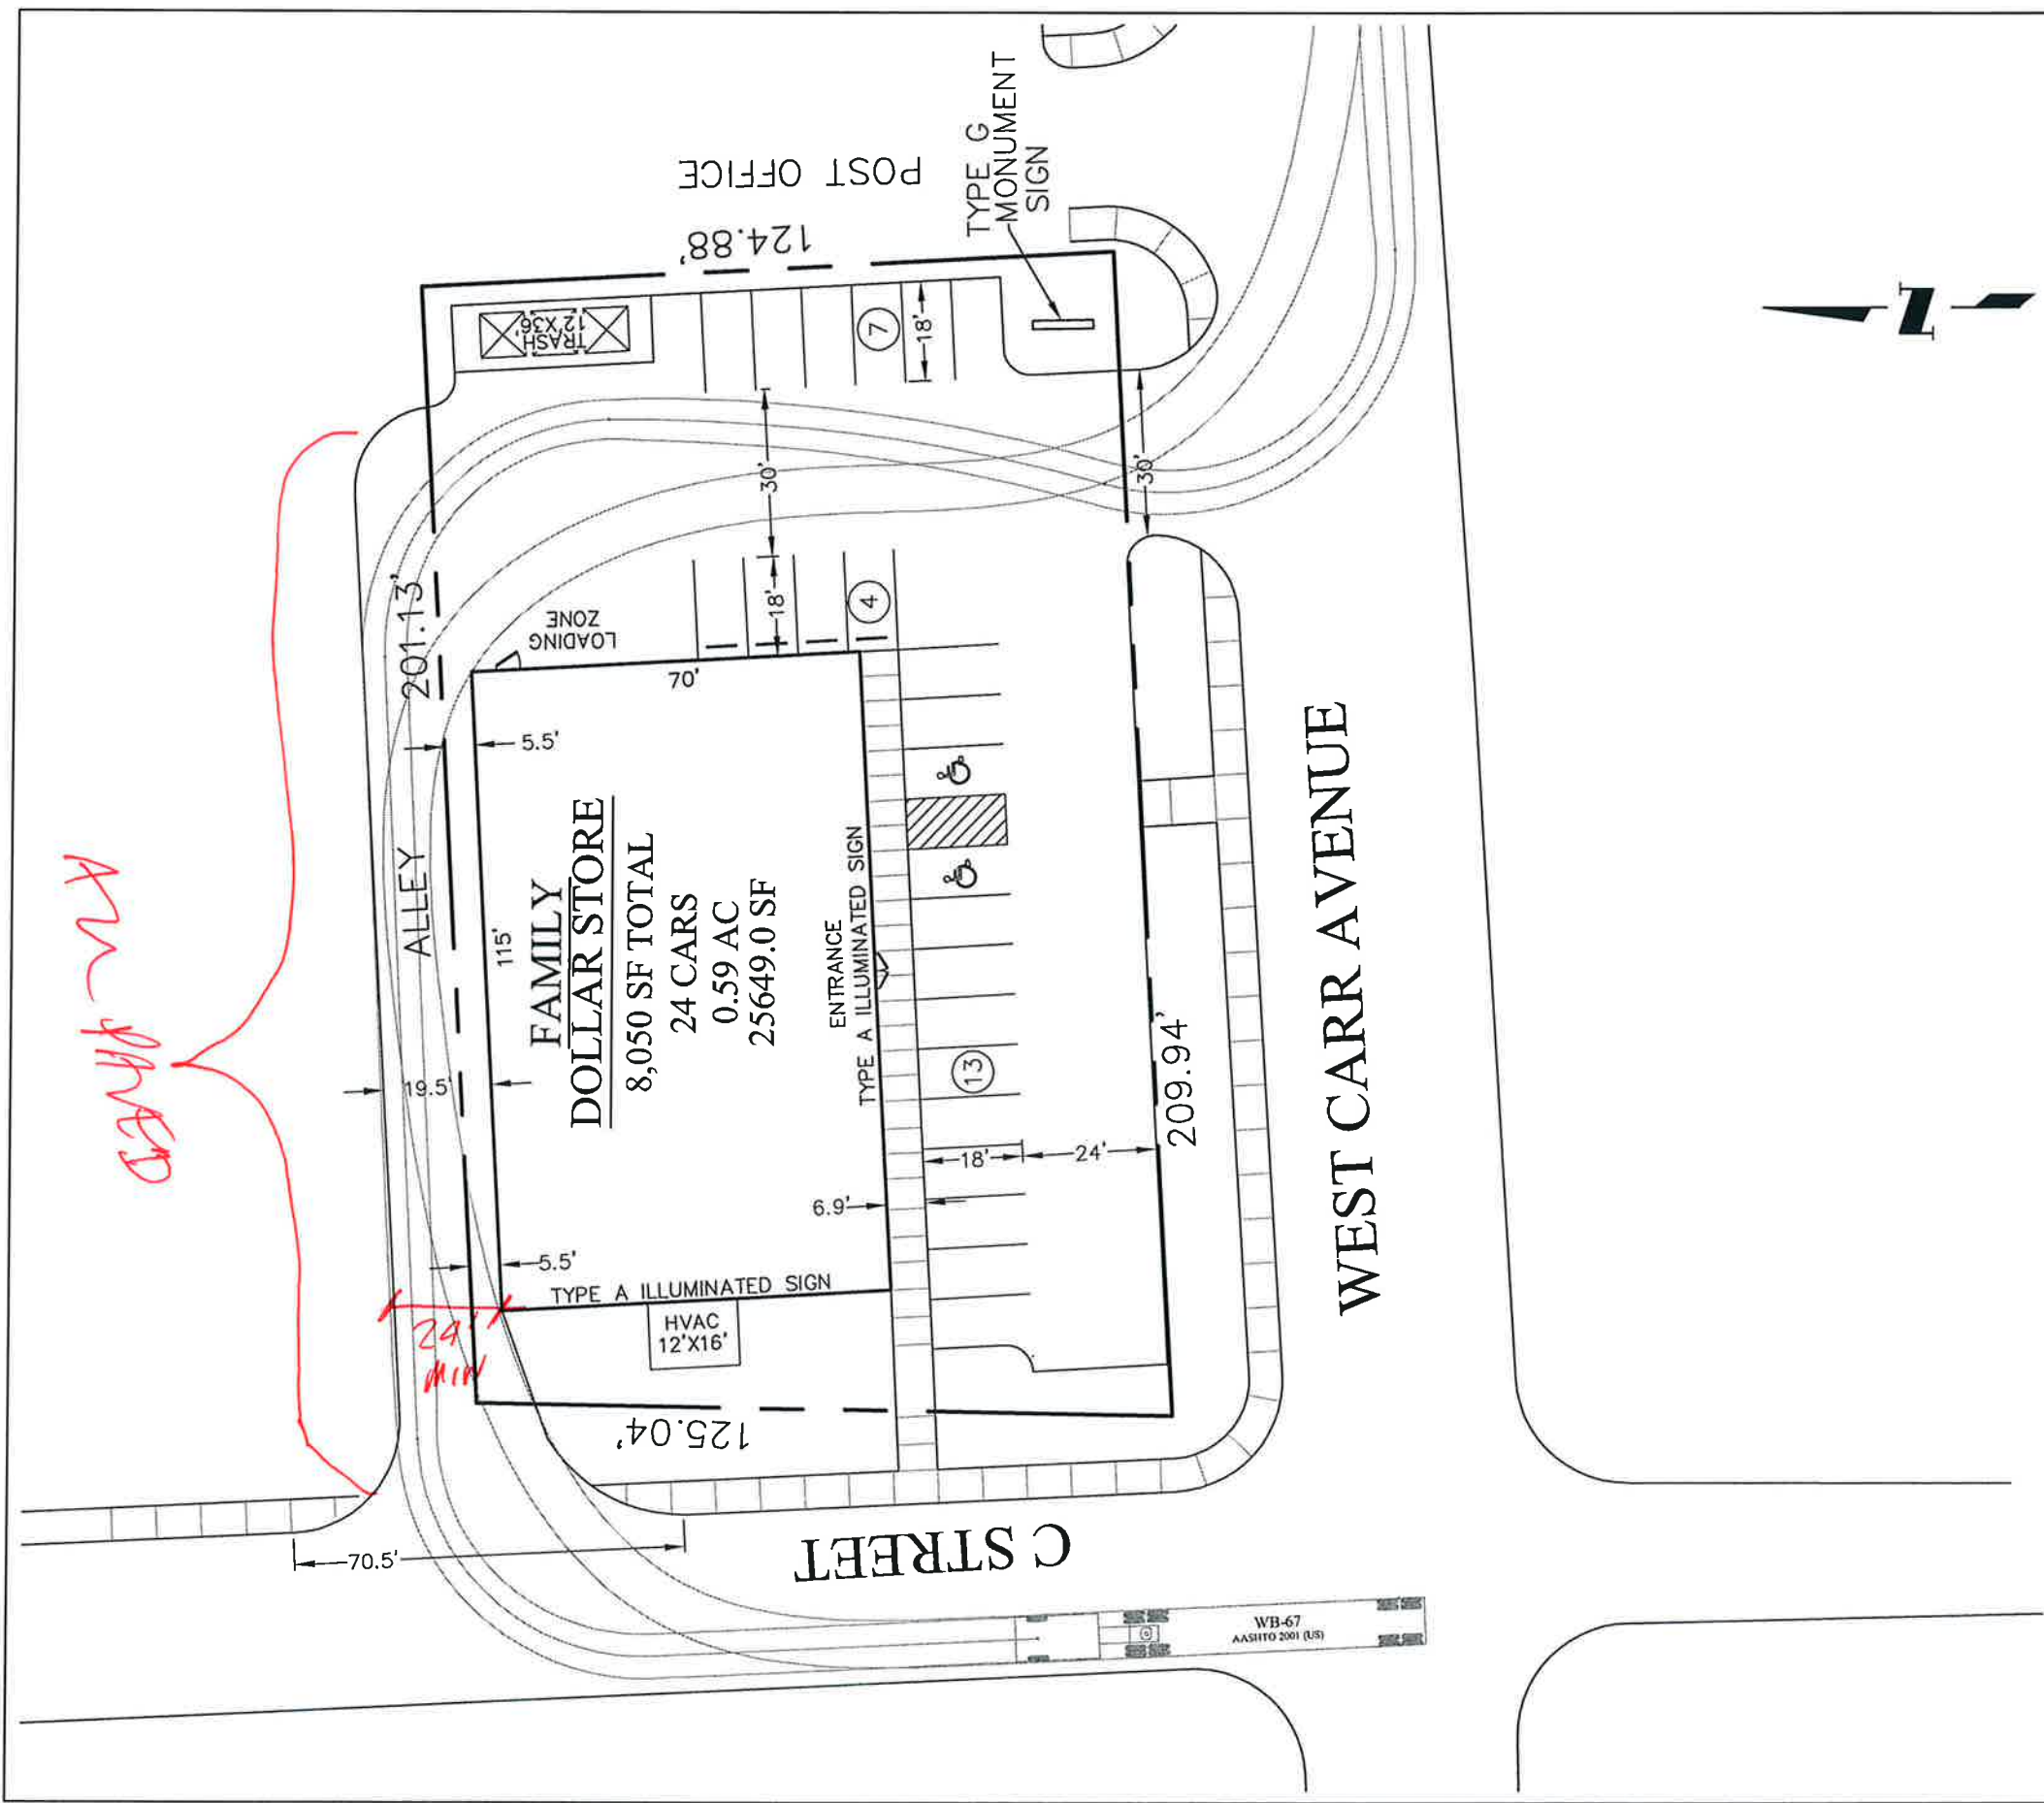 POST OFFICE
TYPE G
MONUMENT
SIGN
124.88'
TRASH
12'X36'
7
18'
30'
30'
201.13'
LOADING
ZONE
18'
4
70'
5.5'
ALLEY
115'
19.5'
FAMILY
DOLLAR STORE
8,050 SF TOTAL
24 CARS
0.59 AC
25649.0 SF
ENTRANCE
TYPE A ILLUMINATED SIGN
13
18'
24'
209.94'
6.9'
5.5'
TYPE A ILLUMINATED SIGN
HVAC
12'X16'
24'
MIN
125.04'
WEST CARR AVENUE
C STREET
70.5'
WB-67
AASHTO 2001 (US)
PAVED